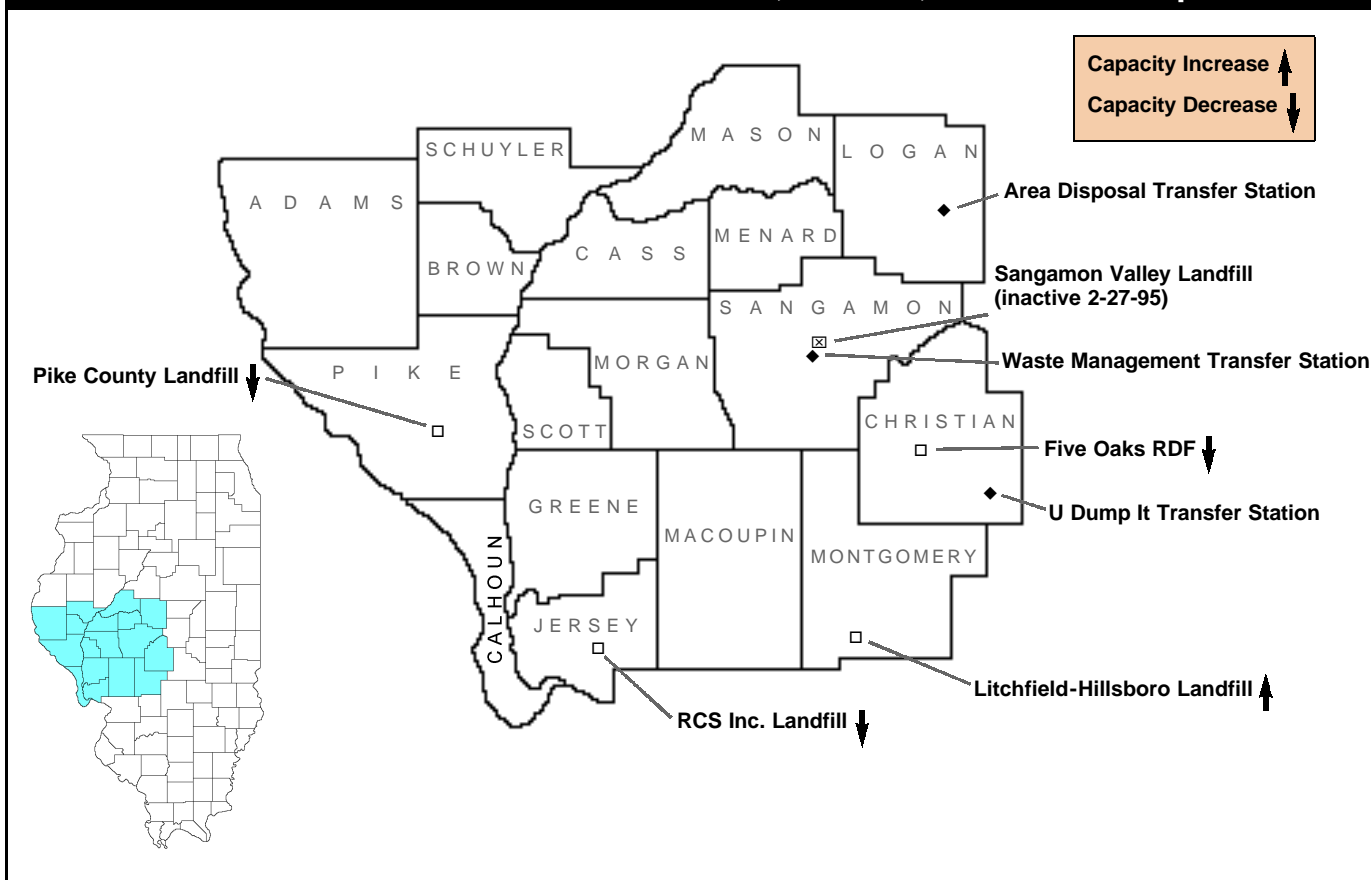 Capacity Increase
Capacity Decrease
MASON
LOGAN
SCHUYLER
ADAMS
Area Disposal Transfer Station
MENARD
CASS
BROWN
Sangamon Valley Landfill
(inactive 2-27-95)
SANGAMON
Waste Management Transfer Station
MORGAN
Pike County Landfill
PIKE
CHRISTIAN
SCOTT
Five Oaks RDF
GREENE
U Dump It Transfer Station
MACOUPIN
MONTGOMERY
CALHOUN
JERSEY
Litchfield-Hillsboro Landfill
RCS Inc. Landfill